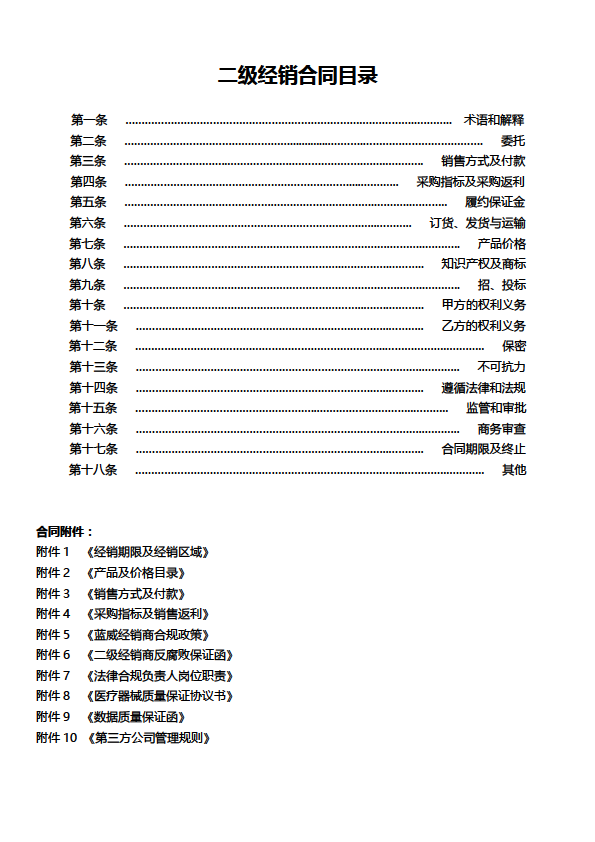 二级经销合同目录
第一条 ........................................................................................................ 术语和解释
第二条 ........................................................................................................ 委托
第三条 ........................................................................................................ 销售方式及付款
第四条 ........................................................................................................ 采购指标及采购返利
第五条 ........................................................................................................ 履约保证金
第六条 ........................................................................................................ 订货、发货与运输
第七条 ........................................................................................................ 产品价格
第八条 ........................................................................................................ 知识产权及商标
第九条 ........................................................................................................ 招、投标
第十条 ........................................................................................................ 甲方的权利义务
第十一条 ........................................................................................................ 乙方的权利义务
第十二条 ........................................................................................................ 保密
第十三条 ........................................................................................................ 不可抗力
第十四条 ........................................................................................................ 遵循法律和法规
第十五条 ........................................................................................................ 监管和审批
第十六条 ........................................................................................................ 商务审查
第十七条 ........................................................................................................ 合同期限及终止
第十八条 ........................................................................................................ 其他
合同附件：
附件 1 《经销期限及经销区域》
附件 2 《产品及价格目录》
附件 3 《销售方式及付款》
附件 4 《采购指标及销售返利》
附件 5 《蓝威经销商合规政策》
附件 6 《二级经销商反腐败保证函》
附件 7 《法律合规负责人岗位职责》
附件 8 《医疗器械质量保证协议书》
附件 9 《数据质量保证函》
附件 10 《第三方公司管理规则》